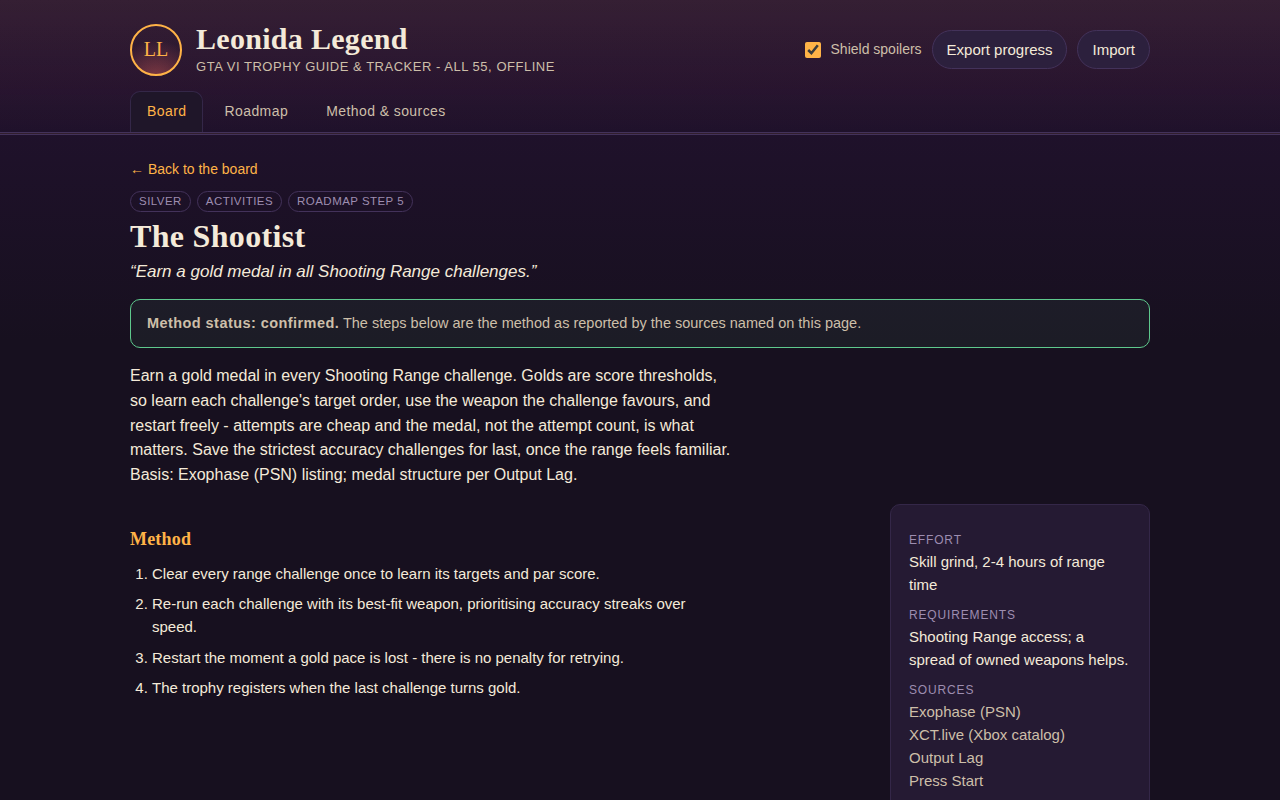 LL
Leonida Legend
GTA VI TROPHY GUIDE & TRACKER - ALL 55, OFFLINE
Shield spoilers
Export progress
Import
Board
Roadmap
Method & sources
← Back to the board
SILVER
ACTIVITIES
ROADMAP STEP 5
The Shootist
“Earn a gold medal in all Shooting Range challenges.”
Method status: confirmed. The steps below are the method as reported by the sources named on this page.
Earn a gold medal in every Shooting Range challenge. Golds are score thresholds,
so learn each challenge's target order, use the weapon the challenge favours, and
restart freely - attempts are cheap and the medal, not the attempt count, is what
matters. Save the strictest accuracy challenges for last, once the range feels familiar.
Basis: Exophase (PSN) listing; medal structure per Output Lag.
Method
1. Clear every range challenge once to learn its targets and par score.
2. Re-run each challenge with its best-fit weapon, prioritising accuracy streaks over
speed.
3. Restart the moment a gold pace is lost - there is no penalty for retrying.
4. The trophy registers when the last challenge turns gold.
EFFORT
Skill grind, 2-4 hours of range
time
REQUIREMENTS
Shooting Range access; a
spread of owned weapons helps.
SOURCES
Exophase (PSN)
XCT.live (Xbox catalog)
Output Lag
Press Start